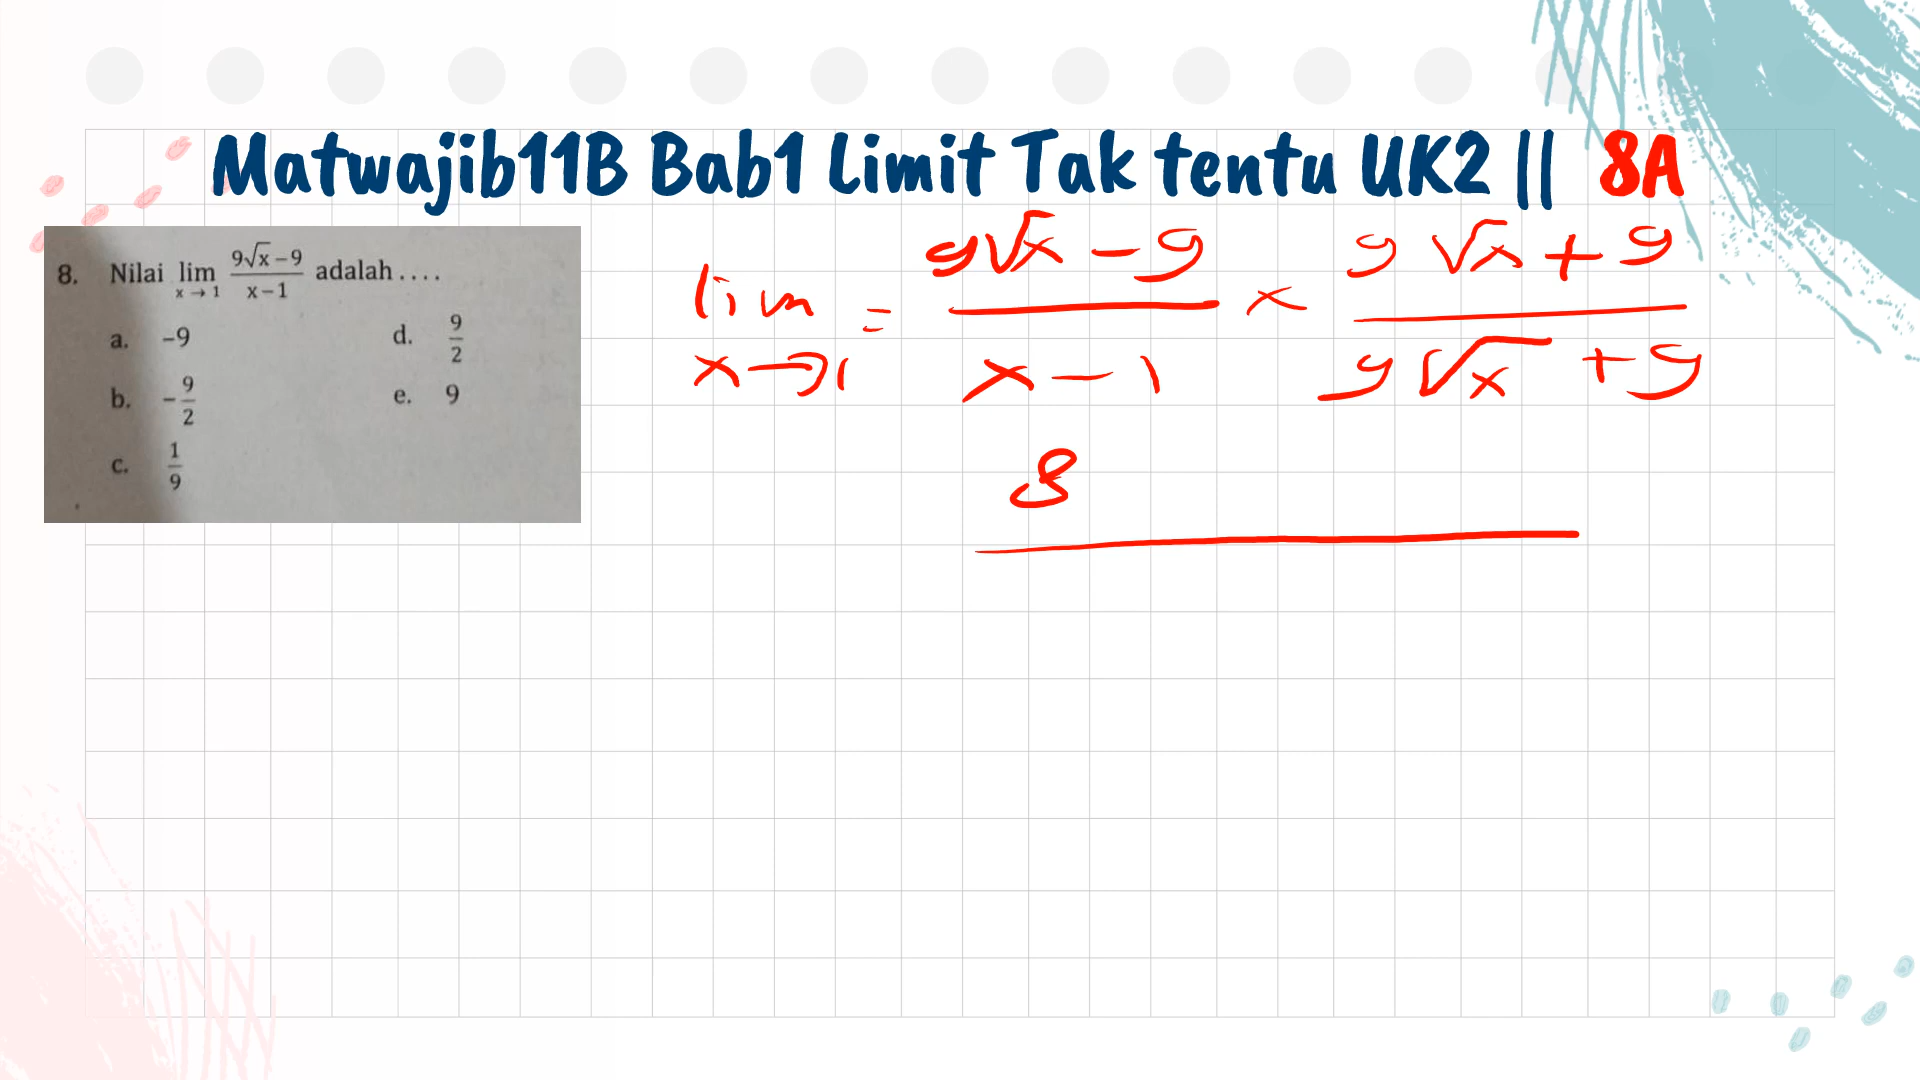 Matwajib11B Bab1 Limit Tak tentu UK2 || 8A
8. Nilai lim x→1 9√x−9 / x−1 adalah ....
a. −9
b. −9/2
c. 1/9
d. 9/2
e. 9
lim x→1 = 9√x − 9 / x − 1 × 9√x + 9 / 9√x + 9
8